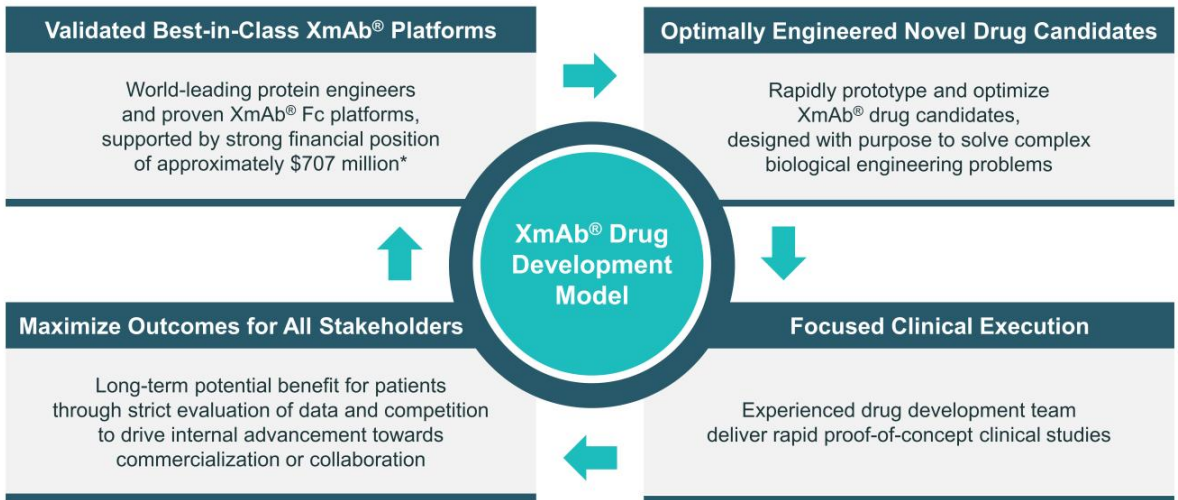 Validated Best-in-Class XmAb® Platforms
World-leading protein engineers
and proven XmAb® Fc platforms,
supported by strong financial position
of approximately $707 million*
Optimally Engineered Novel Drug Candidates
Rapidly prototype and optimize
XmAb® drug candidates,
designed with purpose to solve complex
biological engineering problems
XmAb® Drug
Development
Model
Focused Clinical Execution
Experienced drug development team
deliver rapid proof-of-concept clinical studies
Maximize Outcomes for All Stakeholders
Long-term potential benefit for patients
through strict evaluation of data and competition
to drive internal advancement towards
commercialization or collaboration